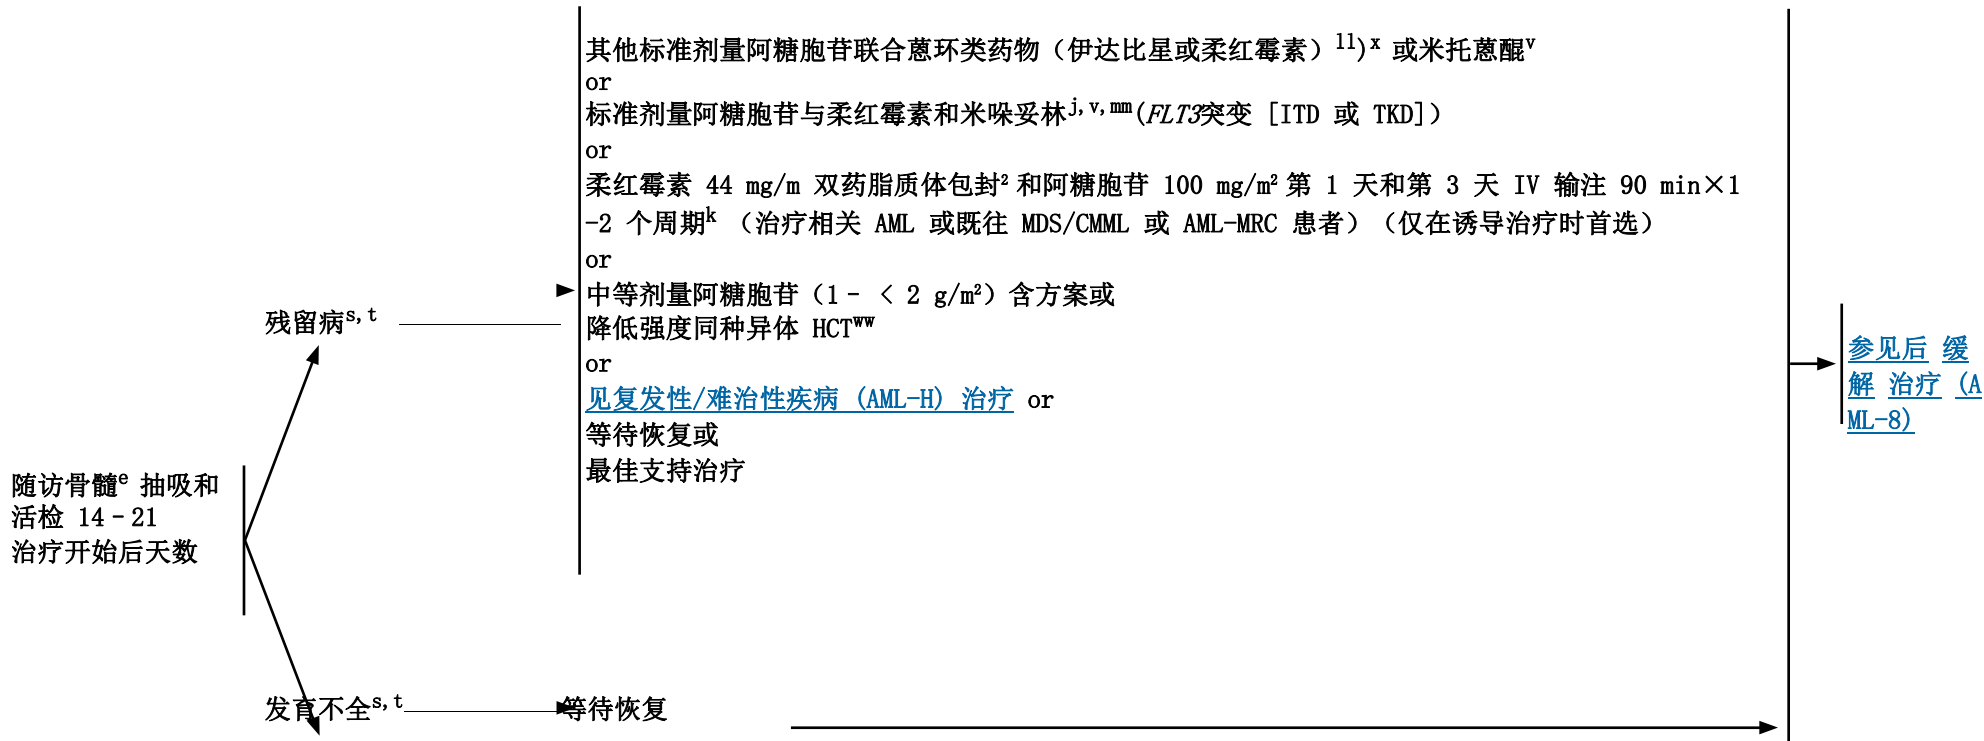 其他标准剂量阿糖胞苷联合蒽环类药物（伊达比星或柔红霉素）ll)x 或米托蒽醌v
or
标准剂量阿糖胞苷与柔红霉素和米哚妥林j,v,mm(FLT3突变 [ITD 或 TKD]）
or
柔红霉素 44 mg/m 双药脂质体包封² 和阿糖胞苷 100 mg/m² 第 1 天和第 3 天 IV 输注 90 min×1
-2 个周期k （治疗相关 AML 或既往 MDS/CMML 或 AML-MRC 患者）（仅在诱导治疗时首选）
or
中等剂量阿糖胞苷（1– < 2 g/m²）含方案或
降低强度同种异体 HCTww
or
见复发性/难治性疾病 (AML-H) 治疗 or
等待恢复或
最佳支持治疗
残留病s,t
随访骨髓e 抽吸和
活检 14–21
治疗开始后天数
发育不全s,t
等待恢复
参见后 缓
解 治疗 (A
ML-8)